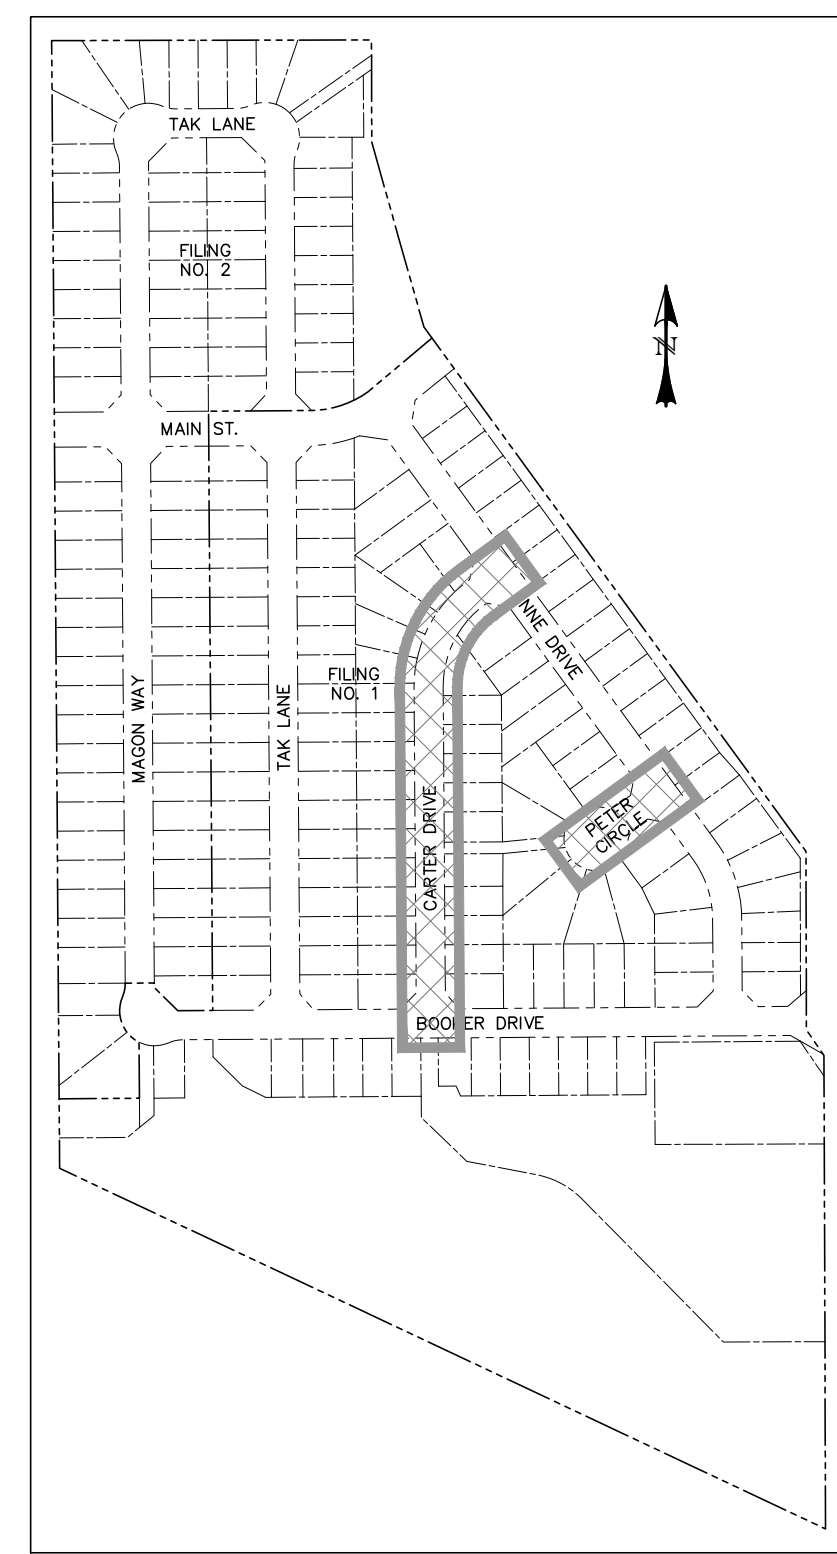 TAK LANE
FILING
NO. 2
N
MAIN ST.
NNE DRIVE
FILING
NO. 1
MAGON WAY
TAK LANE
CARTER DRIVE
PETER
CIRCLE
BOOKER DRIVE